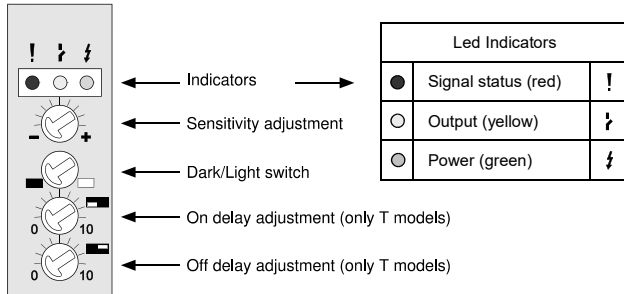 Indicators
Sensitivity adjustment
- +
Dark/Light switch
On delay adjustment (only T models)
0 10
Off delay adjustment (only T models)
0 10
Led Indicators
Signal status (red) !
Output (yellow)
Power (green)